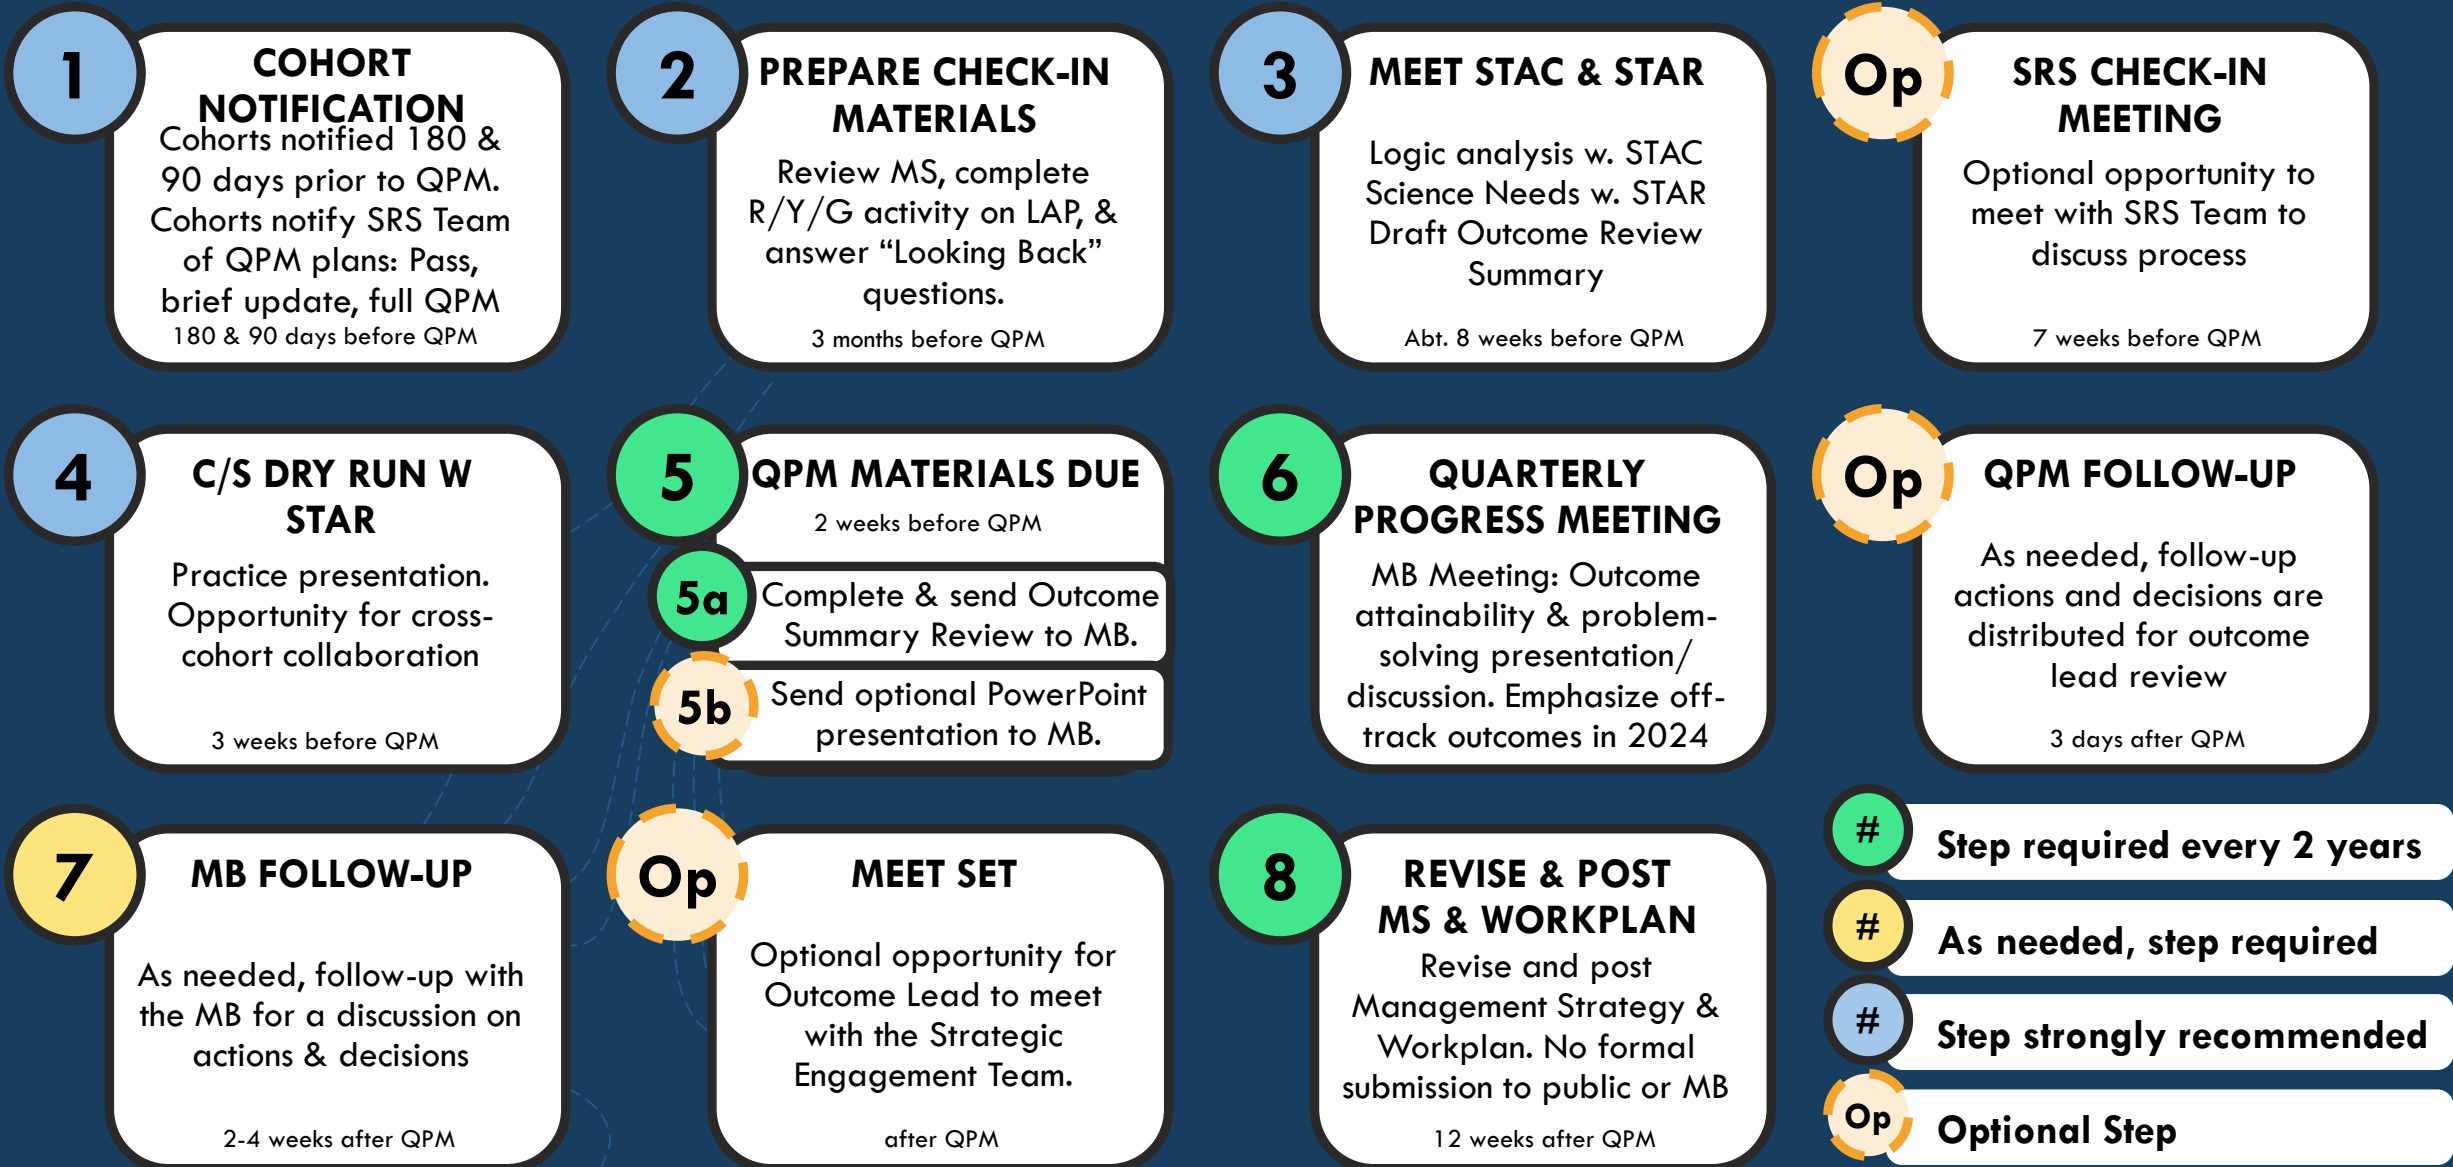 1
COHORT
NOTIFICATION
Cohorts notified 180 &
90 days prior to QPM.
Cohorts notify SRS Team
of QPM plans: Pass,
brief update, full QPM
180 & 90 days before QPM
2
PREPARE CHECK-IN
MATERIALS
Review MS, complete
R/Y/G activity on LAP, &
answer “Looking Back”
questions.
3 months before QPM
3
MEET STAC & STAR
Logic analysis w. STAC
Science Needs w. STAR
Draft Outcome Review
Summary
Abt. 8 weeks before QPM
Op
SRS CHECK-IN
MEETING
Optional opportunity to
meet with SRS Team to
discuss process
7 weeks before QPM
4
C/S DRY RUN W
STAR
Practice presentation.
Opportunity for cross-
cohort collaboration
3 weeks before QPM
5
QPM MATERIALS DUE
2 weeks before QPM
5a
Complete & send Outcome
Summary Review to MB.
5b
Send optional PowerPoint
presentation to MB.
6
QUARTERLY
PROGRESS MEETING
MB Meeting: Outcome
attainability & problem-
solving presentation/
discussion. Emphasize off-
track outcomes in 2024
Op
QPM FOLLOW-UP
As needed, follow-up
actions and decisions are
distributed for outcome
lead review
3 days after QPM
7
MB FOLLOW-UP
As needed, follow-up with
the MB for a discussion on
actions & decisions
2-4 weeks after QPM
Op
MEET SET
Optional opportunity for
Outcome Lead to meet
with the Strategic
Engagement Team.
after QPM
8
REVISE & POST
MS & WORKPLAN
Revise and post
Management Strategy &
Workplan. No formal
submission to public or MB
12 weeks after QPM
# Step required every 2 years
# As needed, step required
# Step strongly recommended
Op Optional Step